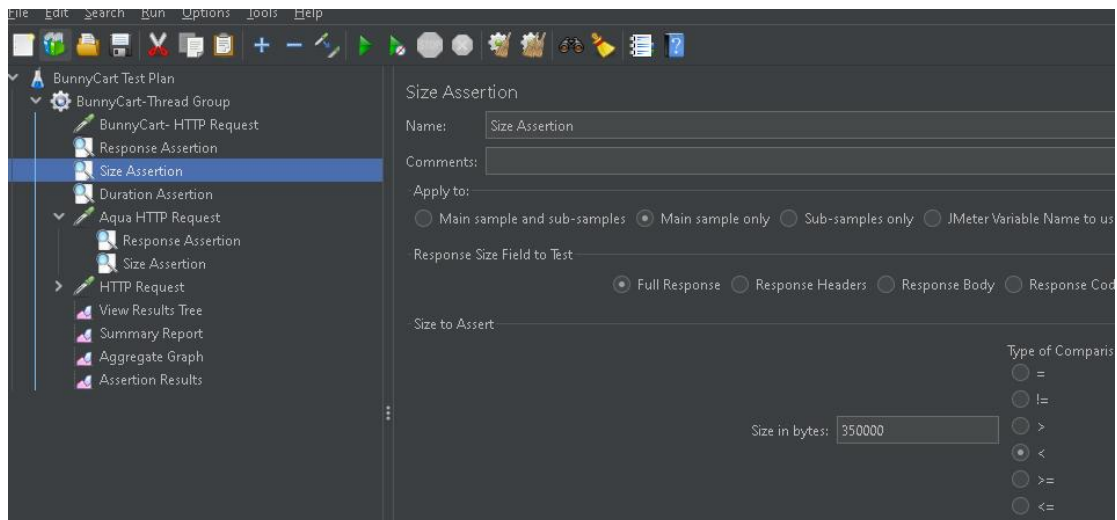 File Edit Search Run Options Tools Help
BunnyCart Test Plan
BunnyCart-Thread Group
BunnyCart- HTTP Request
Response Assertion
Size Assertion
Duration Assertion
Aqua HTTP Request
Response Assertion
Size Assertion
HTTP Request
View Results Tree
Summary Report
Aggregate Graph
Assertion Results
Size Assertion
Name: Size Assertion
Comments:
Apply to:
Main sample and sub-samples Main sample only Sub-samples only JMeter Variable Name to us
Response Size Field to Test
Full Response Response Headers Response Body Response Cod
Size to Assert
Type of Comparis
=
!=
>
Size in bytes: 350000
<
>=
<=